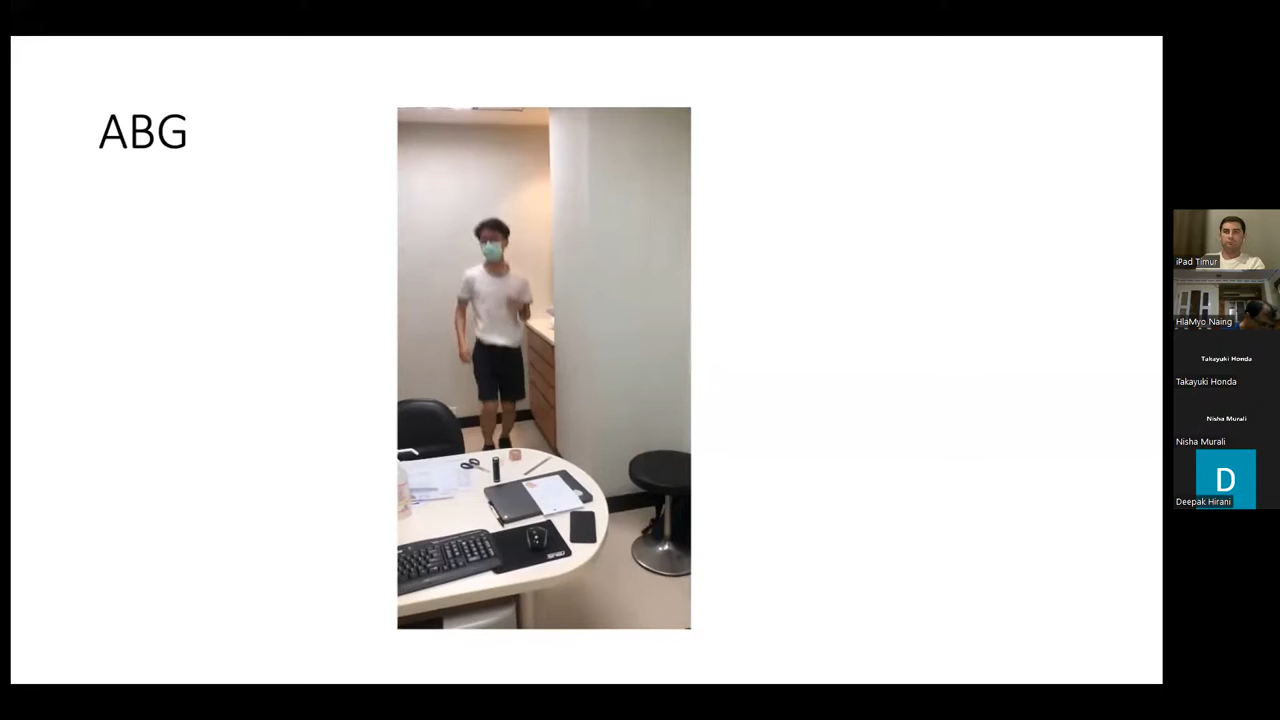 ABG
iPad Timur
HlaMyo Naing
Takayuki Honda
Takayuki Honda
Nisha Murali
Nisha Murali
D
Deepak Hirani